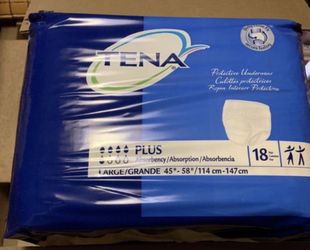 TENA
Protective Underwear
Culottes protectrices
Ropa Interior Protectora
PLUS
Absorbency/Absorption/Absorbencia
18
LARGE/GRANDE 45"- 58"/114 cm-147cm